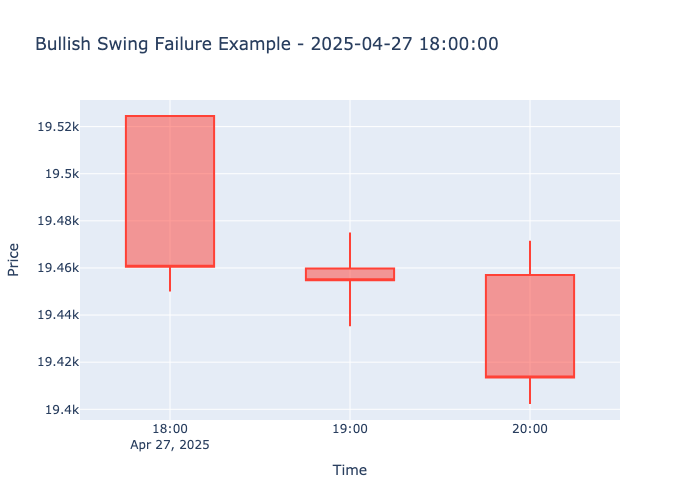 Bullish Swing Failure Example - 2025-04-27 18:00:00
Price
19.52k
19.5k
19.48k
19.46k
19.44k
19.42k
19.4k
18:00
Apr 27, 2025
19:00
20:00
Time